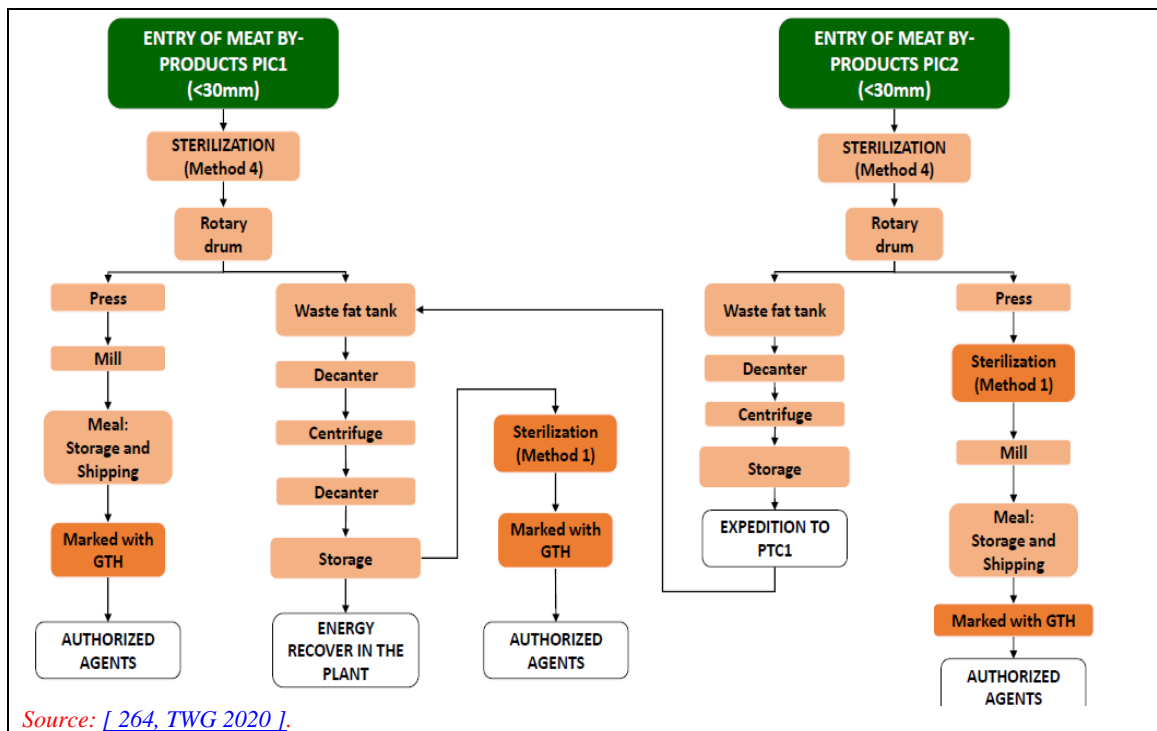 ENTRY OF MEAT BY-
PRODUCTS PIC1
(<30mm)
STERILIZATION
(Method 4)
Rotary
drum
Press
Mill
Meal:
Storage and
Shipping
Marked with
GTH
AUTHORIZED
AGENTS
Waste fat tank
Decanter
Centrifuge
Decanter
Storage
ENERGY
RECOVER IN THE
PLANT
Sterilization
(Method 1)
Marked with
GTH
AUTHORIZED
AGENTS
ENTRY OF MEAT BY-
PRODUCTS PIC2
(<30mm)
STERILIZATION
(Method 4)
Rotary
drum
Waste fat tank
Decanter
Centrifuge
Storage
EXPEDITION TO
PTC1
Press
Sterilization
(Method 1)
Mill
Meal:
Storage and
Shipping
Marked with GTH
AUTHORIZED
AGENTS
Source: [ 264, TWG 2020 ].